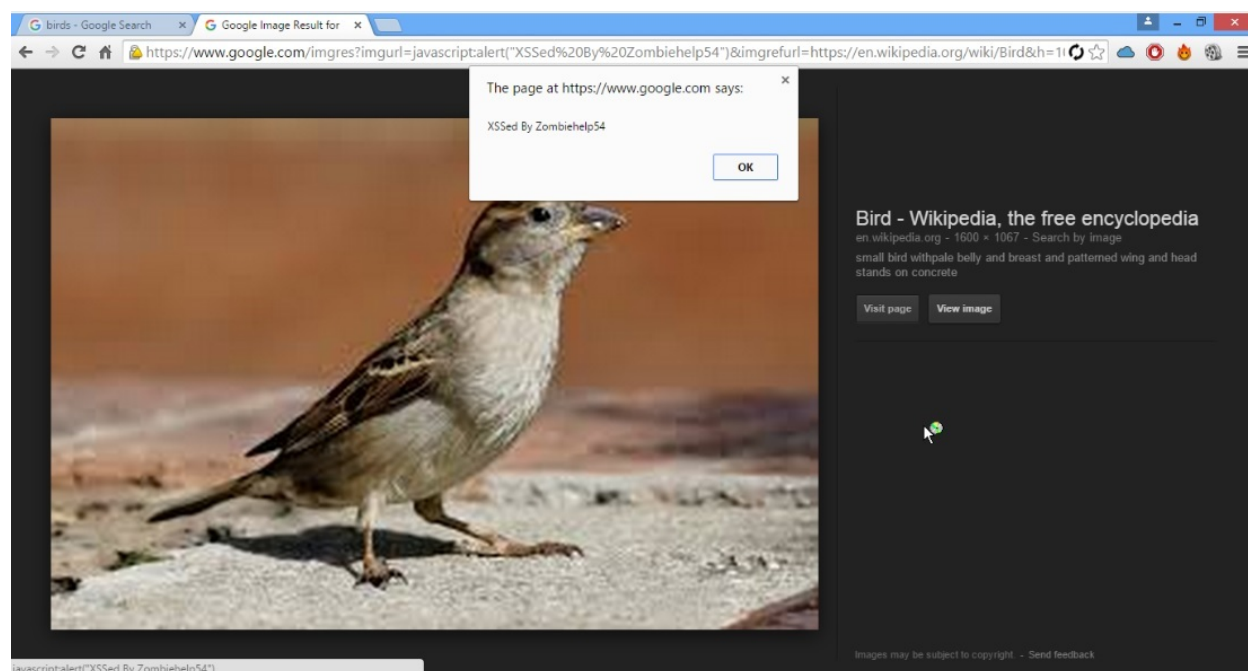 birds - Google Search
Google Image Result for
https://www.google.com/imgres?imgurl=javascript:alert("XSSed%20By%20Zombiehelp54")&imgrefurl=https://en.wikipedia.org/wiki/Bird&h=1
The page at https://www.google.com says:
XSSed By Zombiehelp54
OK
Bird - Wikipedia, the free encyclopedia
en.wikipedia.org - 1600 × 1067 - Search by image
small bird withpale belly and breast and patterned wing and head
stands on concrete
Visit page View image
Images may be subject to copyright. - Send feedback
javascript:alert("XSSed By Zombiehelp54")